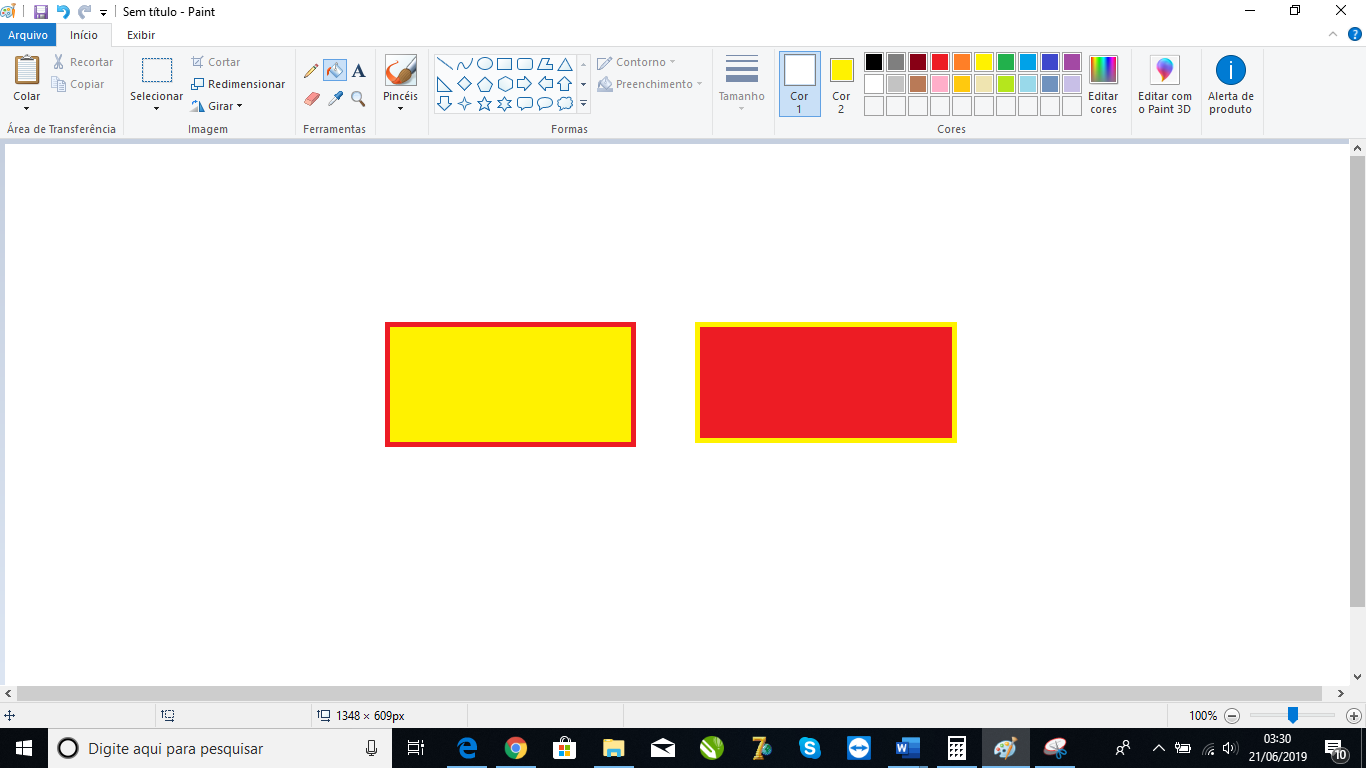 Sem título - Paint
Arquivo
Início
Exibir
Colar
Recortar
Copiar
Área de Transferência
Selecionar
Cortar
Redimensionar
Girar
Imagem
A
Ferramentas
Pincéis
Contorno
Preenchimento
Formas
Tamanho
Cor
1
Cor
2
Editar
cores
Cores
Editar com
o Paint 3D
Alerta de
produto
1348 × 609px
100%
Digite aqui para pesquisar
03:30
21/06/2019
10